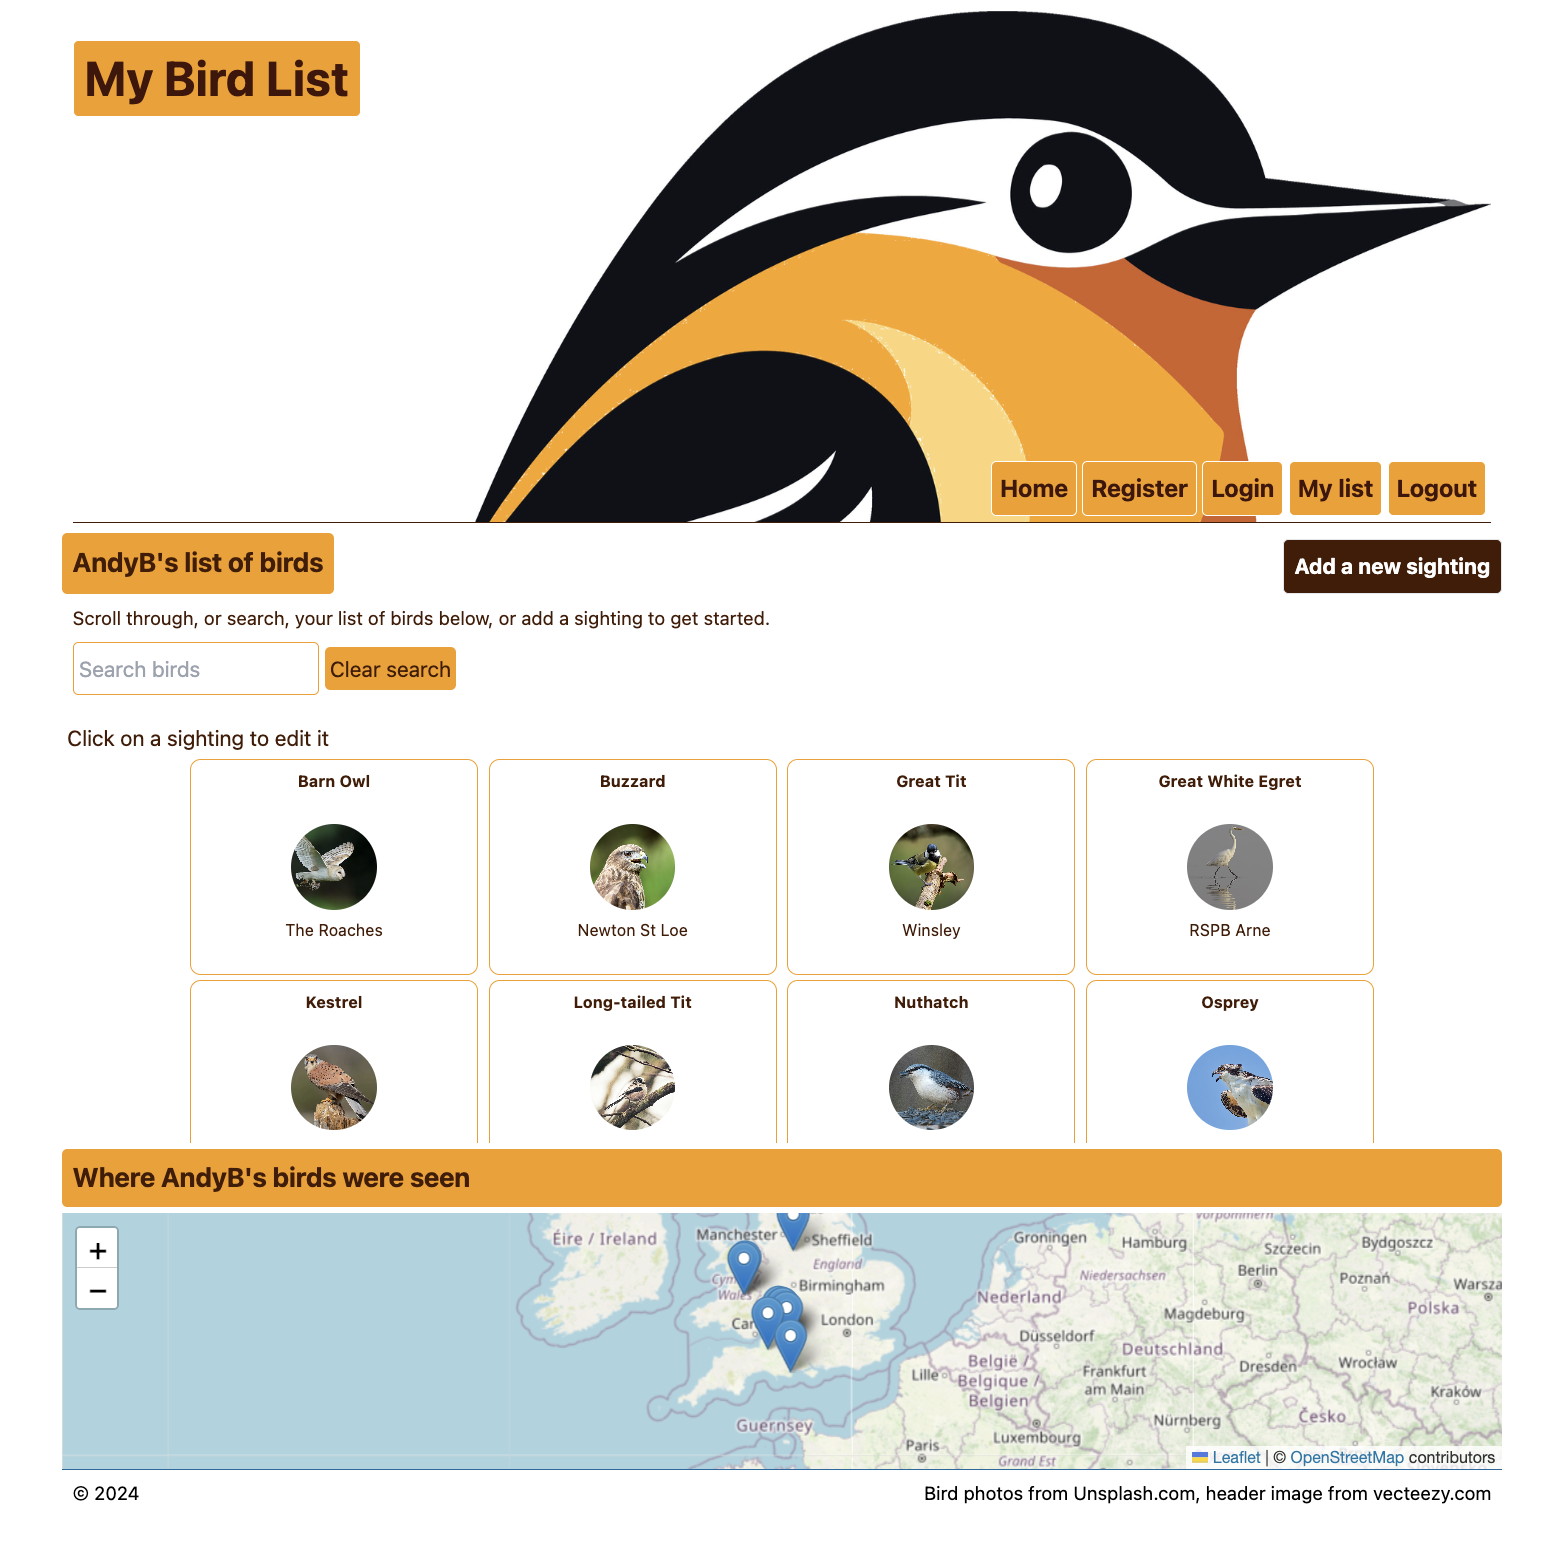 My Bird List
Home Register Login My list Logout
AndyB's list of birds
Add a new sighting
Scroll through, or search, your list of birds below, or add a sighting to get started.
Search birds Clear search
Click on a sighting to edit it
Barn Owl
The Roaches
Buzzard
Newton St Loe
Great Tit
Winsley
Great White Egret
RSPB Arne
Kestrel
Long-tailed Tit
Nuthatch
Osprey
Where AndyB's birds were seen
+
−
Éire / Ireland
Manchester
Sheffield
England
Wales
Birmingham
London
Guernsey
Groningen
Hamburg
Szczecin
Bydgoszcz
Niedersachsen
Berlin
Poznań
Nederland
Magdeburg
Polska
Düsseldorf
Deutschland
België /
Belgique /
Belgien
Lille
Frankfurt
am Main
Dresden
Wrocław
Kraków
Nürnberg
Česko
Luxembourg
Paris
Grand Est
Leaflet | © OpenStreetMap contributors
© 2024
Bird photos from Unsplash.com, header image from vecteezy.com